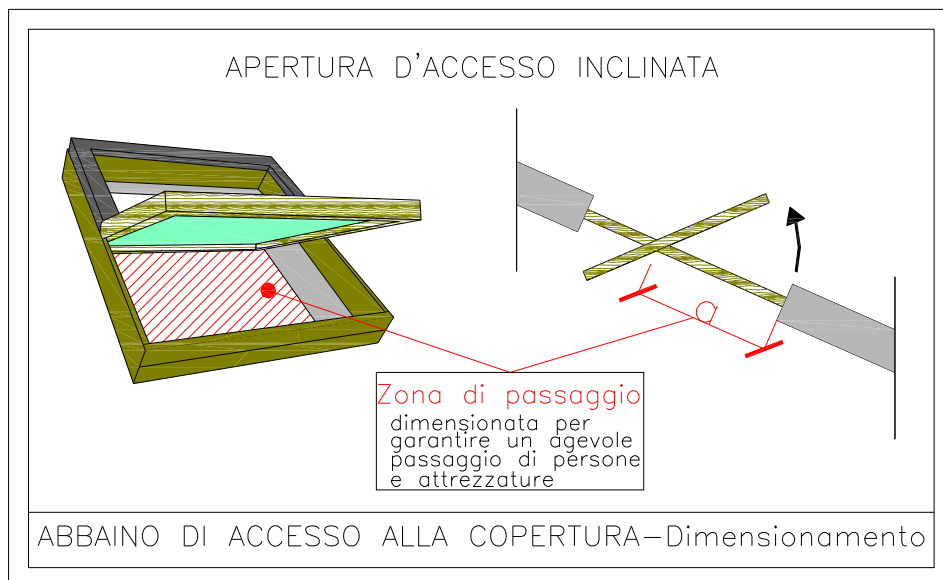 APERTURA D'ACCESSO INCLINATA
a
Zona di passaggio
dimensionata per
garantire un agevole
passaggio di persone
e attrezzature
ABBAINO DI ACCESSO ALLA COPERTURA-Dimensionamento